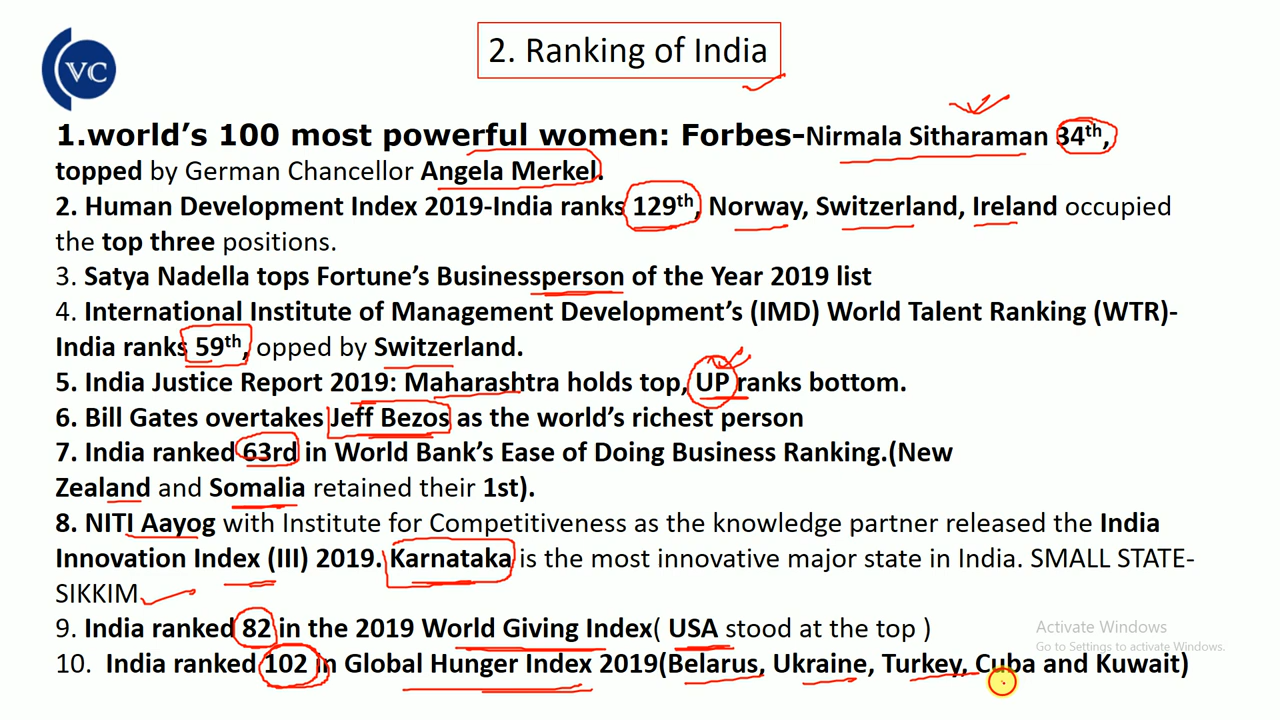 VC
2. Ranking of India
1.world's 100 most powerful women: Forbes-Nirmala Sitharaman 34th,
topped by German Chancellor Angela Merkel.
2. Human Development Index 2019-India ranks 129th, Norway, Switzerland, Ireland occupied
the top three positions.
3. Satya Nadella tops Fortune's Businessperson of the Year 2019 list
4. International Institute of Management Development's (IMD) World Talent Ranking (WTR)-
India ranks 59th, opped by Switzerland.
5. India Justice Report 2019: Maharashtra holds top, UP ranks bottom.
6. Bill Gates overtakes Jeff Bezos as the world's richest person
7. India ranked 63rd in World Bank's Ease of Doing Business Ranking.(New
Zealand and Somalia retained their 1st).
8. NITI Aayog with Institute for Competitiveness as the knowledge partner released the India
Innovation Index (III) 2019. Karnataka is the most innovative major state in India. SMALL STATE-
SIKKIM
9. India ranked 82 in the 2019 World Giving Index( USA stood at the top )
10. India ranked 102 in Global Hunger Index 2019(Belarus, Ukraine, Turkey, Cuba and Kuwait)
Activate Windows
Go to Settings to activate Windows.